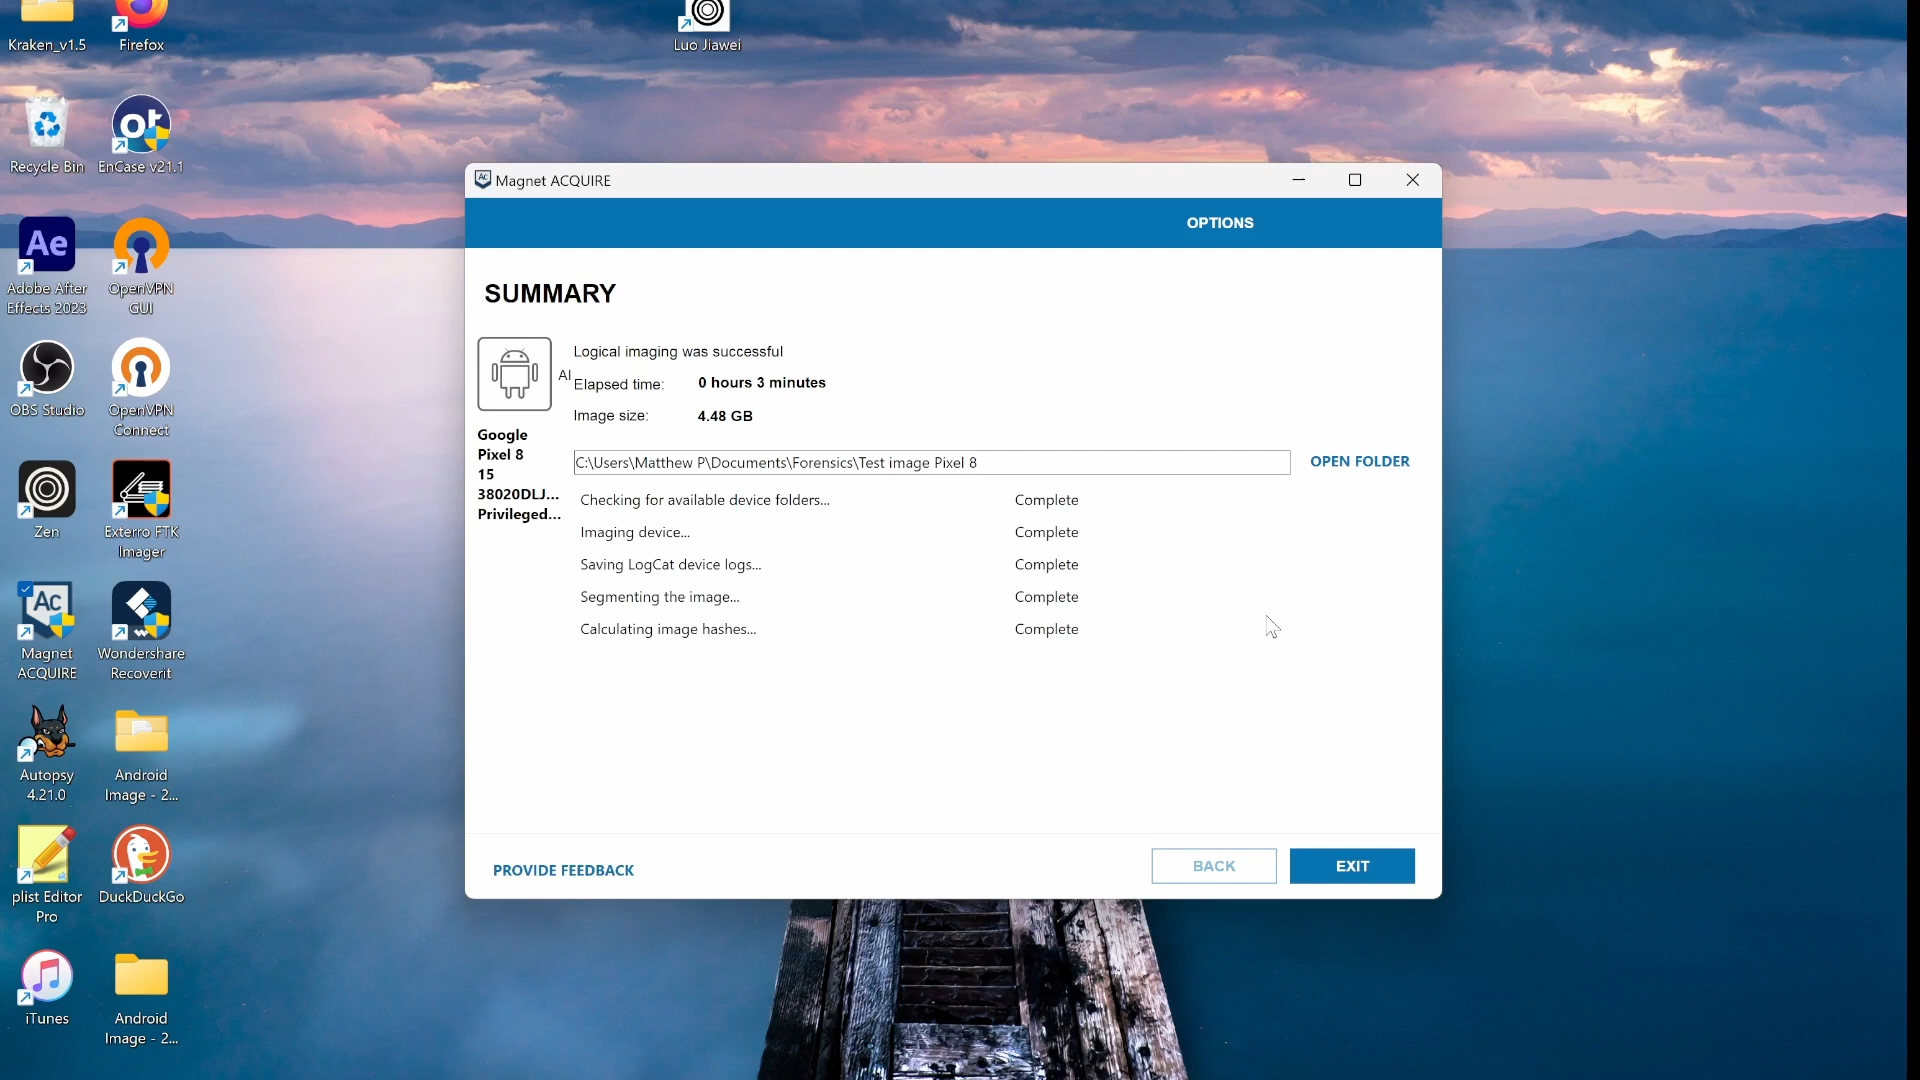 Kraken_v1.5
Firefox
Luo Jiawei
Recycle Bin
EnCase v21.1
Ae
Adobe After
Effects 2023
OpenVPN
GUI
OBS Studio
OpenVPN
Connect
Zen
Exterro FTK
Imager
Ac
Magnet
ACQUIRE
Wondershare
Recoverit
Autopsy
4.21.0
Android
Image - 2...
plist Editor
Pro
DuckDuckGo
iTunes
Android
Image - 2...
AC
Magnet ACQUIRE
OPTIONS
SUMMARY
Logical imaging was successful
Al
Elapsed time: 0 hours 3 minutes
Image size: 4.48 GB
Google
Pixel 8
15
38020DLJ...
Privileged...
C:\Users\Matthew P\Documents\Forensics\Test image Pixel 8
OPEN FOLDER
Checking for available device folders... Complete
Imaging device... Complete
Saving LogCat device logs... Complete
Segmenting the image... Complete
Calculating image hashes... Complete
PROVIDE FEEDBACK
BACK
EXIT